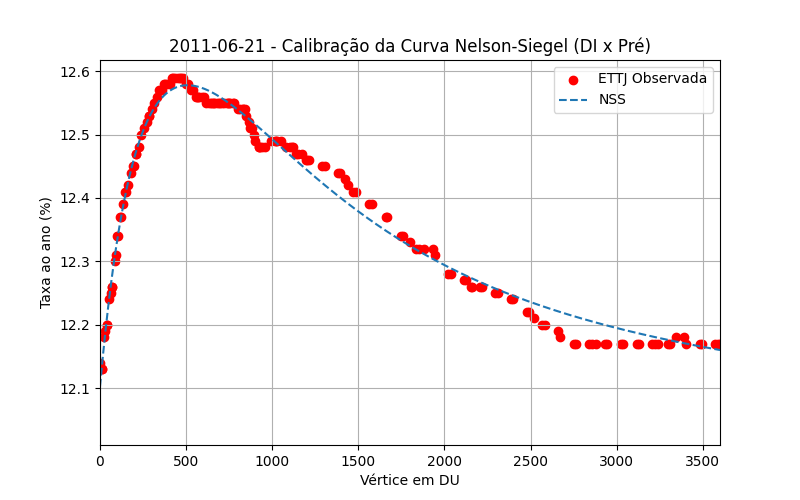 2011-06-21 - Calibração da Curva Nelson-Siegel (DI x Pré)
ETTJ Observada
NSS
Taxa ao ano (%)
12.6
12.5
12.4
12.3
12.2
12.1
0 500 1000 1500 2000 2500 3000 3500
Vértice em DU